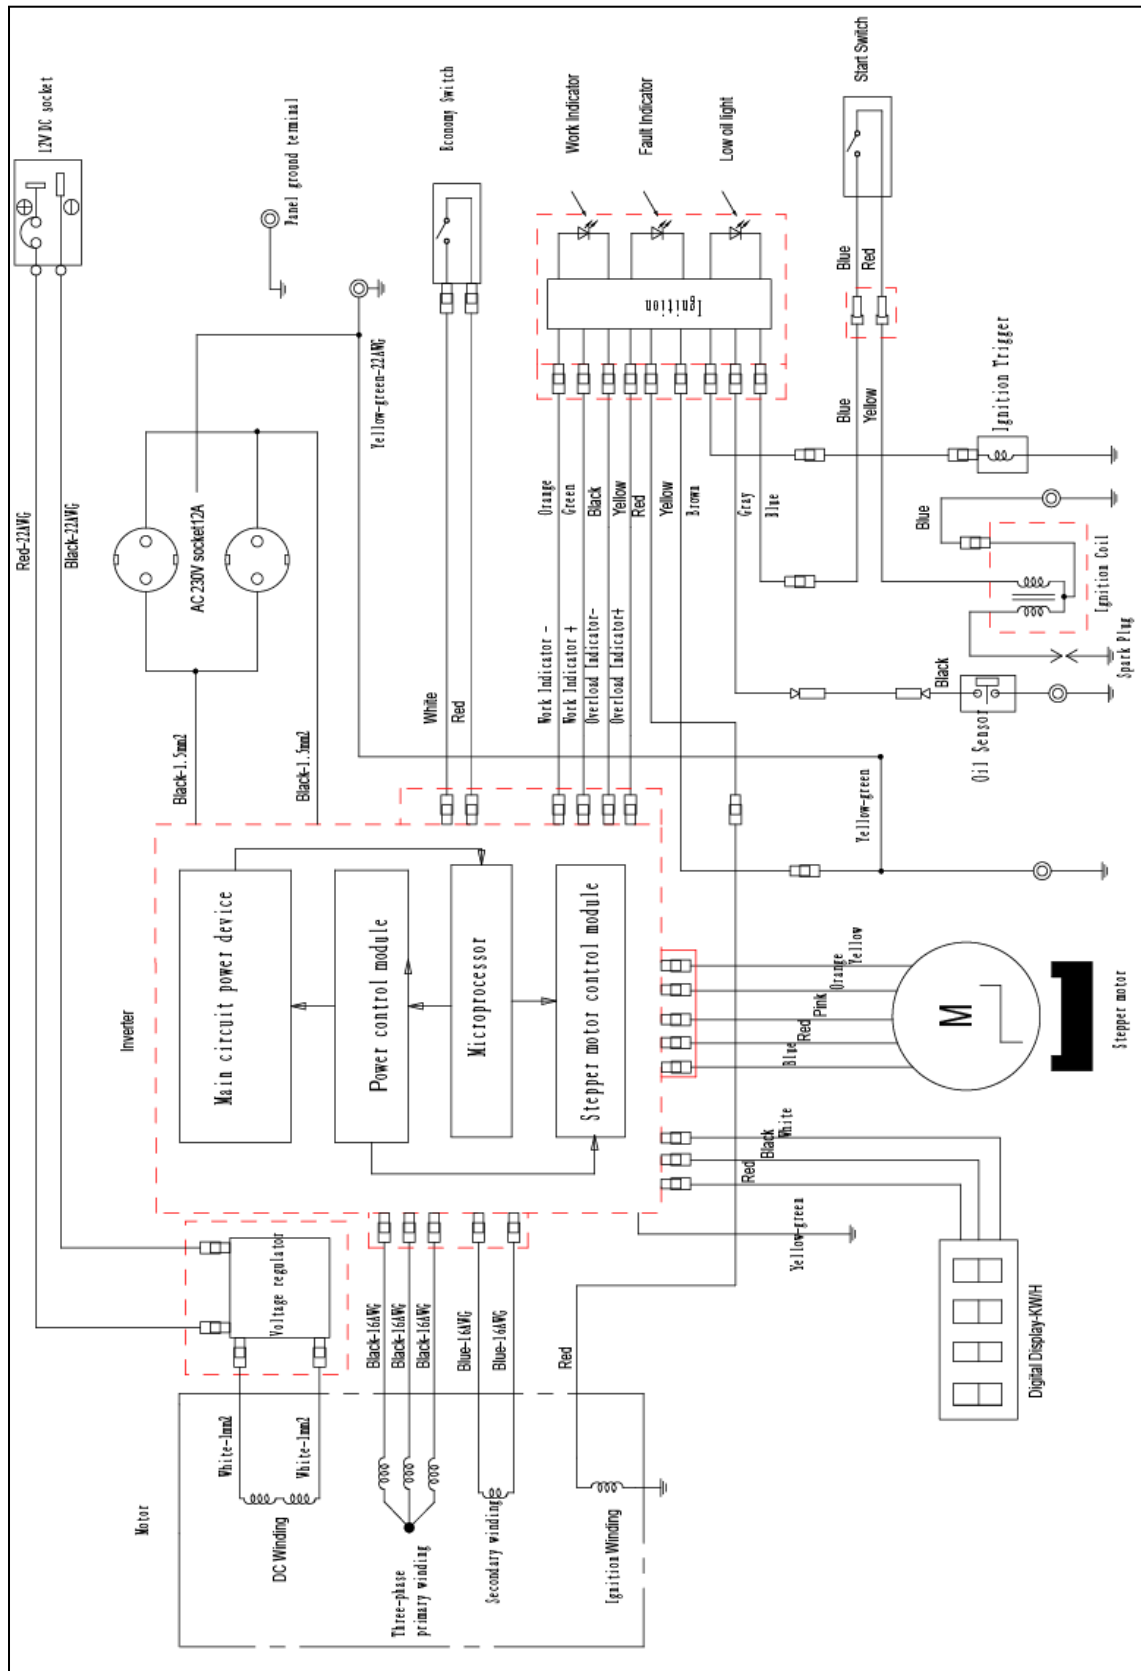 Motor
DC Winding
Three-phase
primary winding
Secondary winding
Ignition Winding
White-1mm2
White-1mm2
Black-16AWG
Black-16AWG
Black-16AWG
Blue-16AWG
Blue-16AWG
Red
Voltage regulator
Inverter
Main circuit power device
Power control module
Microprocessor
Stepper motor control module
Yellow-green
Red
Black
White
Digital Display-KW/H
Blue
Red
Pink
Orange
Yellow
M
Stepper motor
Black-1.5mm2
Black-1.5mm2
AC 230V socket12A
Red-22AWG
Black-22AWG
12V DC socket
Panel ground terminal
Yellow-green-22AWG
White
Red
Economy Switch
Work Indicator -
Work Indicator +
Overload Indicator-
Overload Indicator+
Orange
Green
Black
Yellow
Red
Yellow
Brown
Gray
Blue
Ignition
Work Indicator
Fault Indicator
Low oil light
Start Switch
Blue
Red
Blue
Yellow
Yellow-green
Black
Oil Sensor
Spark Plug
Ignition Coil
Blue
Ignition Trigger